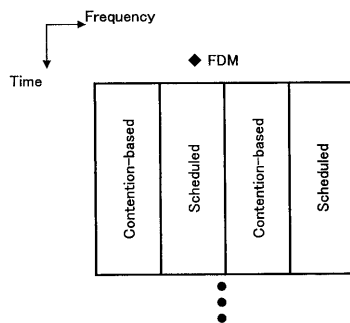 Frequency
Time
◆ FDM
Contention-based
Scheduled
Contention-based
Scheduled